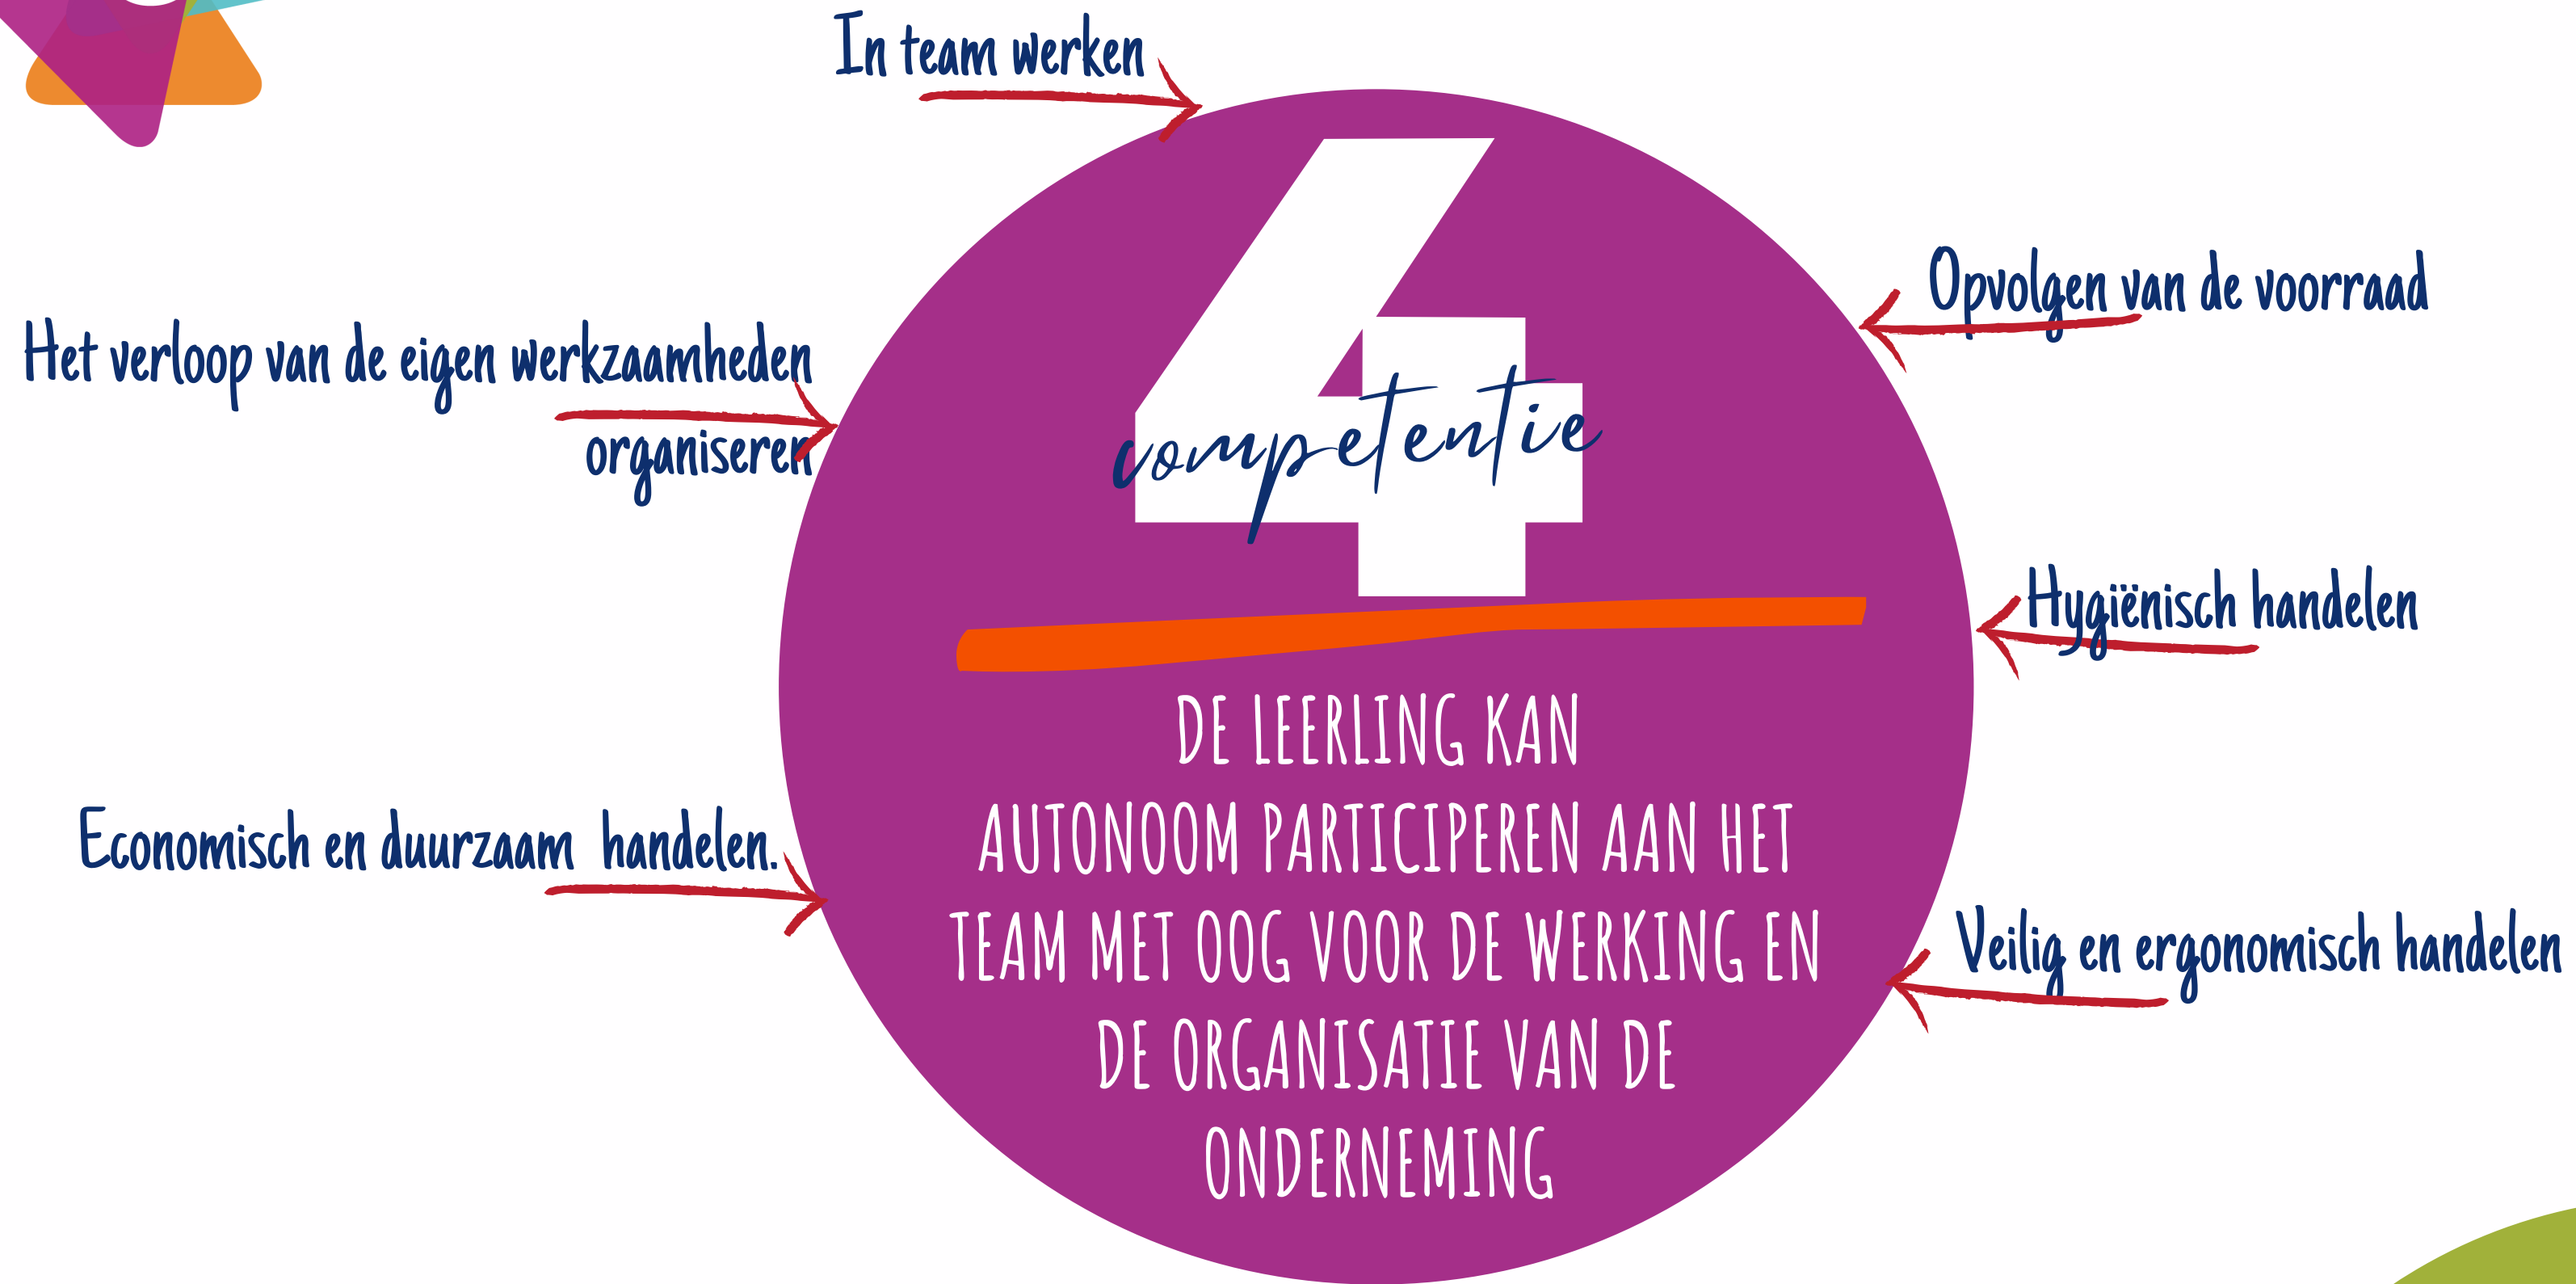 In team werken
Het verloop van de eigen werkzaamheden
organiseren
Economisch en duurzaam handelen.
4
competentie
DE LEERLING KAN
AUTONOOM PARTICIPEREN AAN HET
TEAM MET OOG VOOR DE WERKING EN
DE ORGANISATIE VAN DE
ONDERNEMING
Opvolgen van de voorraad
Hygiënisch handelen
Veilig en ergonomisch handelen